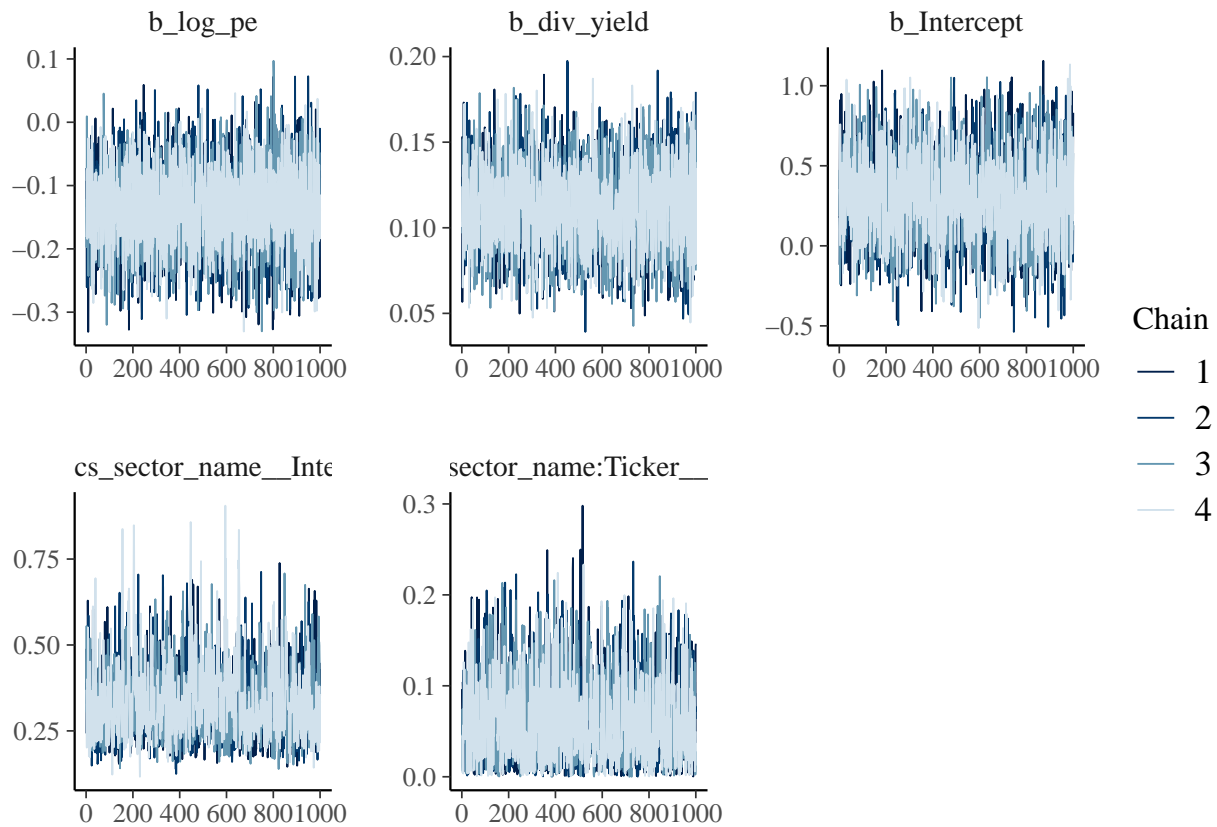 b_log_pe
b_div_yield
b_Intercept
0.1
0.0
−0.1
−0.2
−0.3
0 200 400 600 8001000
0.20
0.15
0.10
0.05
0 200 400 600 8001000
1.0
0.5
0.0
−0.5
0 200 400 600 8001000
cs_sector_name__Inte
sector_name:Ticker__
0.75
0.50
0.25
0 200 400 600 8001000
0.3
0.2
0.1
0.0
0 200 400 600 8001000
Chain
1
2
3
4